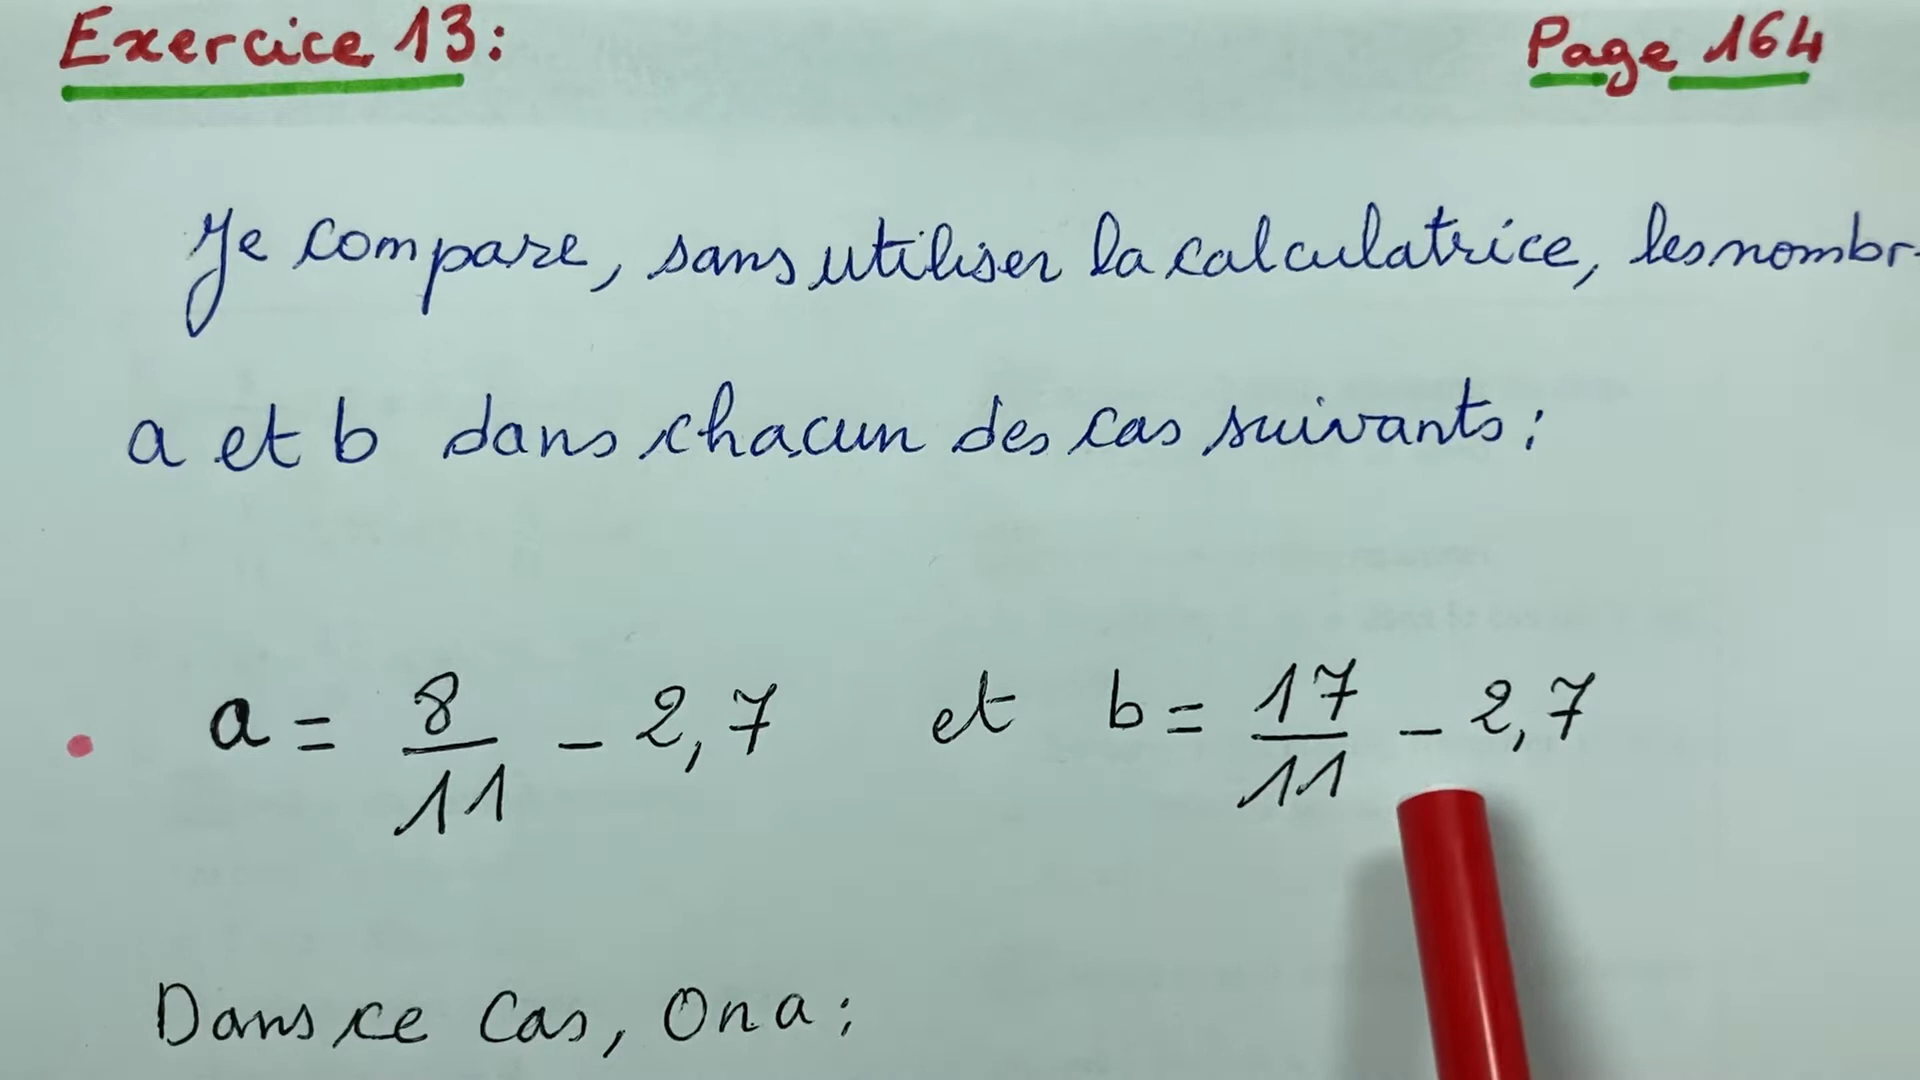 Exercice 13: Page 164
Je compare, sans utiliser la calculatrice, les nombr
a et b dans chacun des cas suivants:
a = 8/11 - 2,7 et b = 17/11 - 2,7
Dans ce Cas, On a: